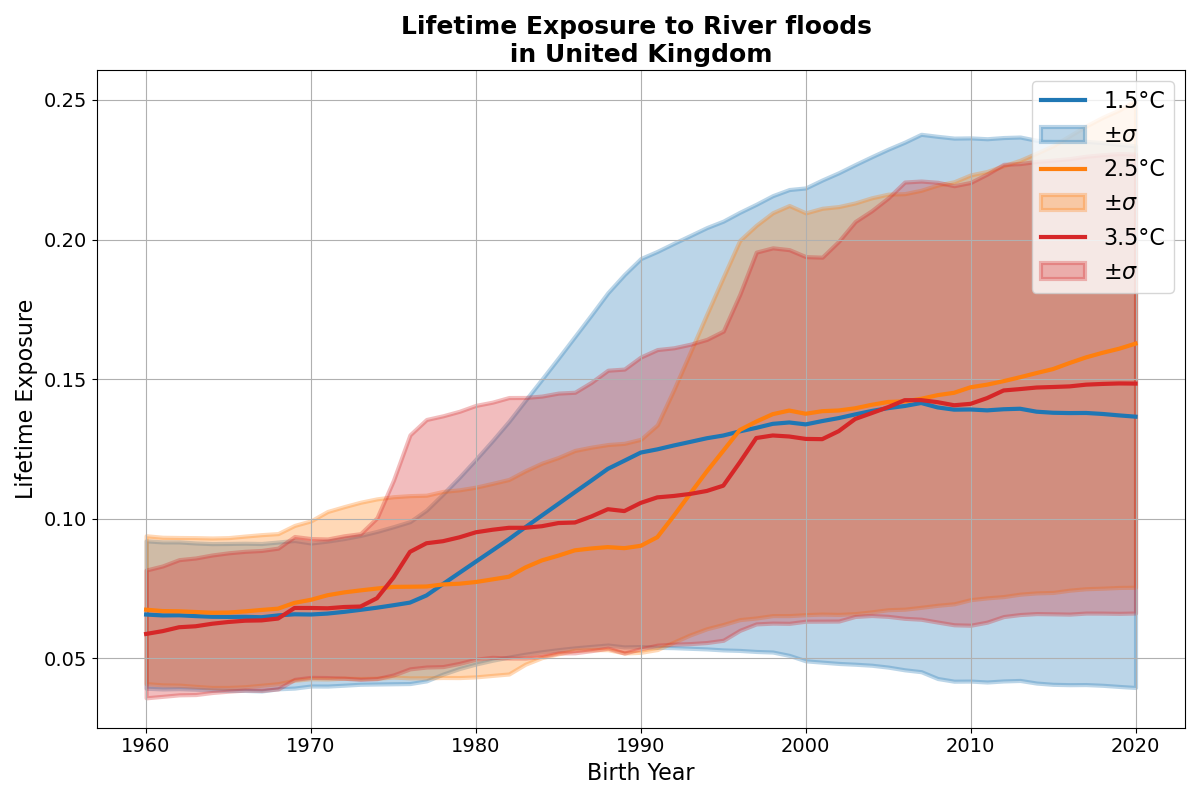 Lifetime Exposure to River floods
in United Kingdom
Lifetime Exposure
0.25
0.20
0.15
0.10
0.05
1960 1970 1980 1990 2000 2010 2020
Birth Year
1.5°C
±σ
2.5°C
±σ
3.5°C
±σ